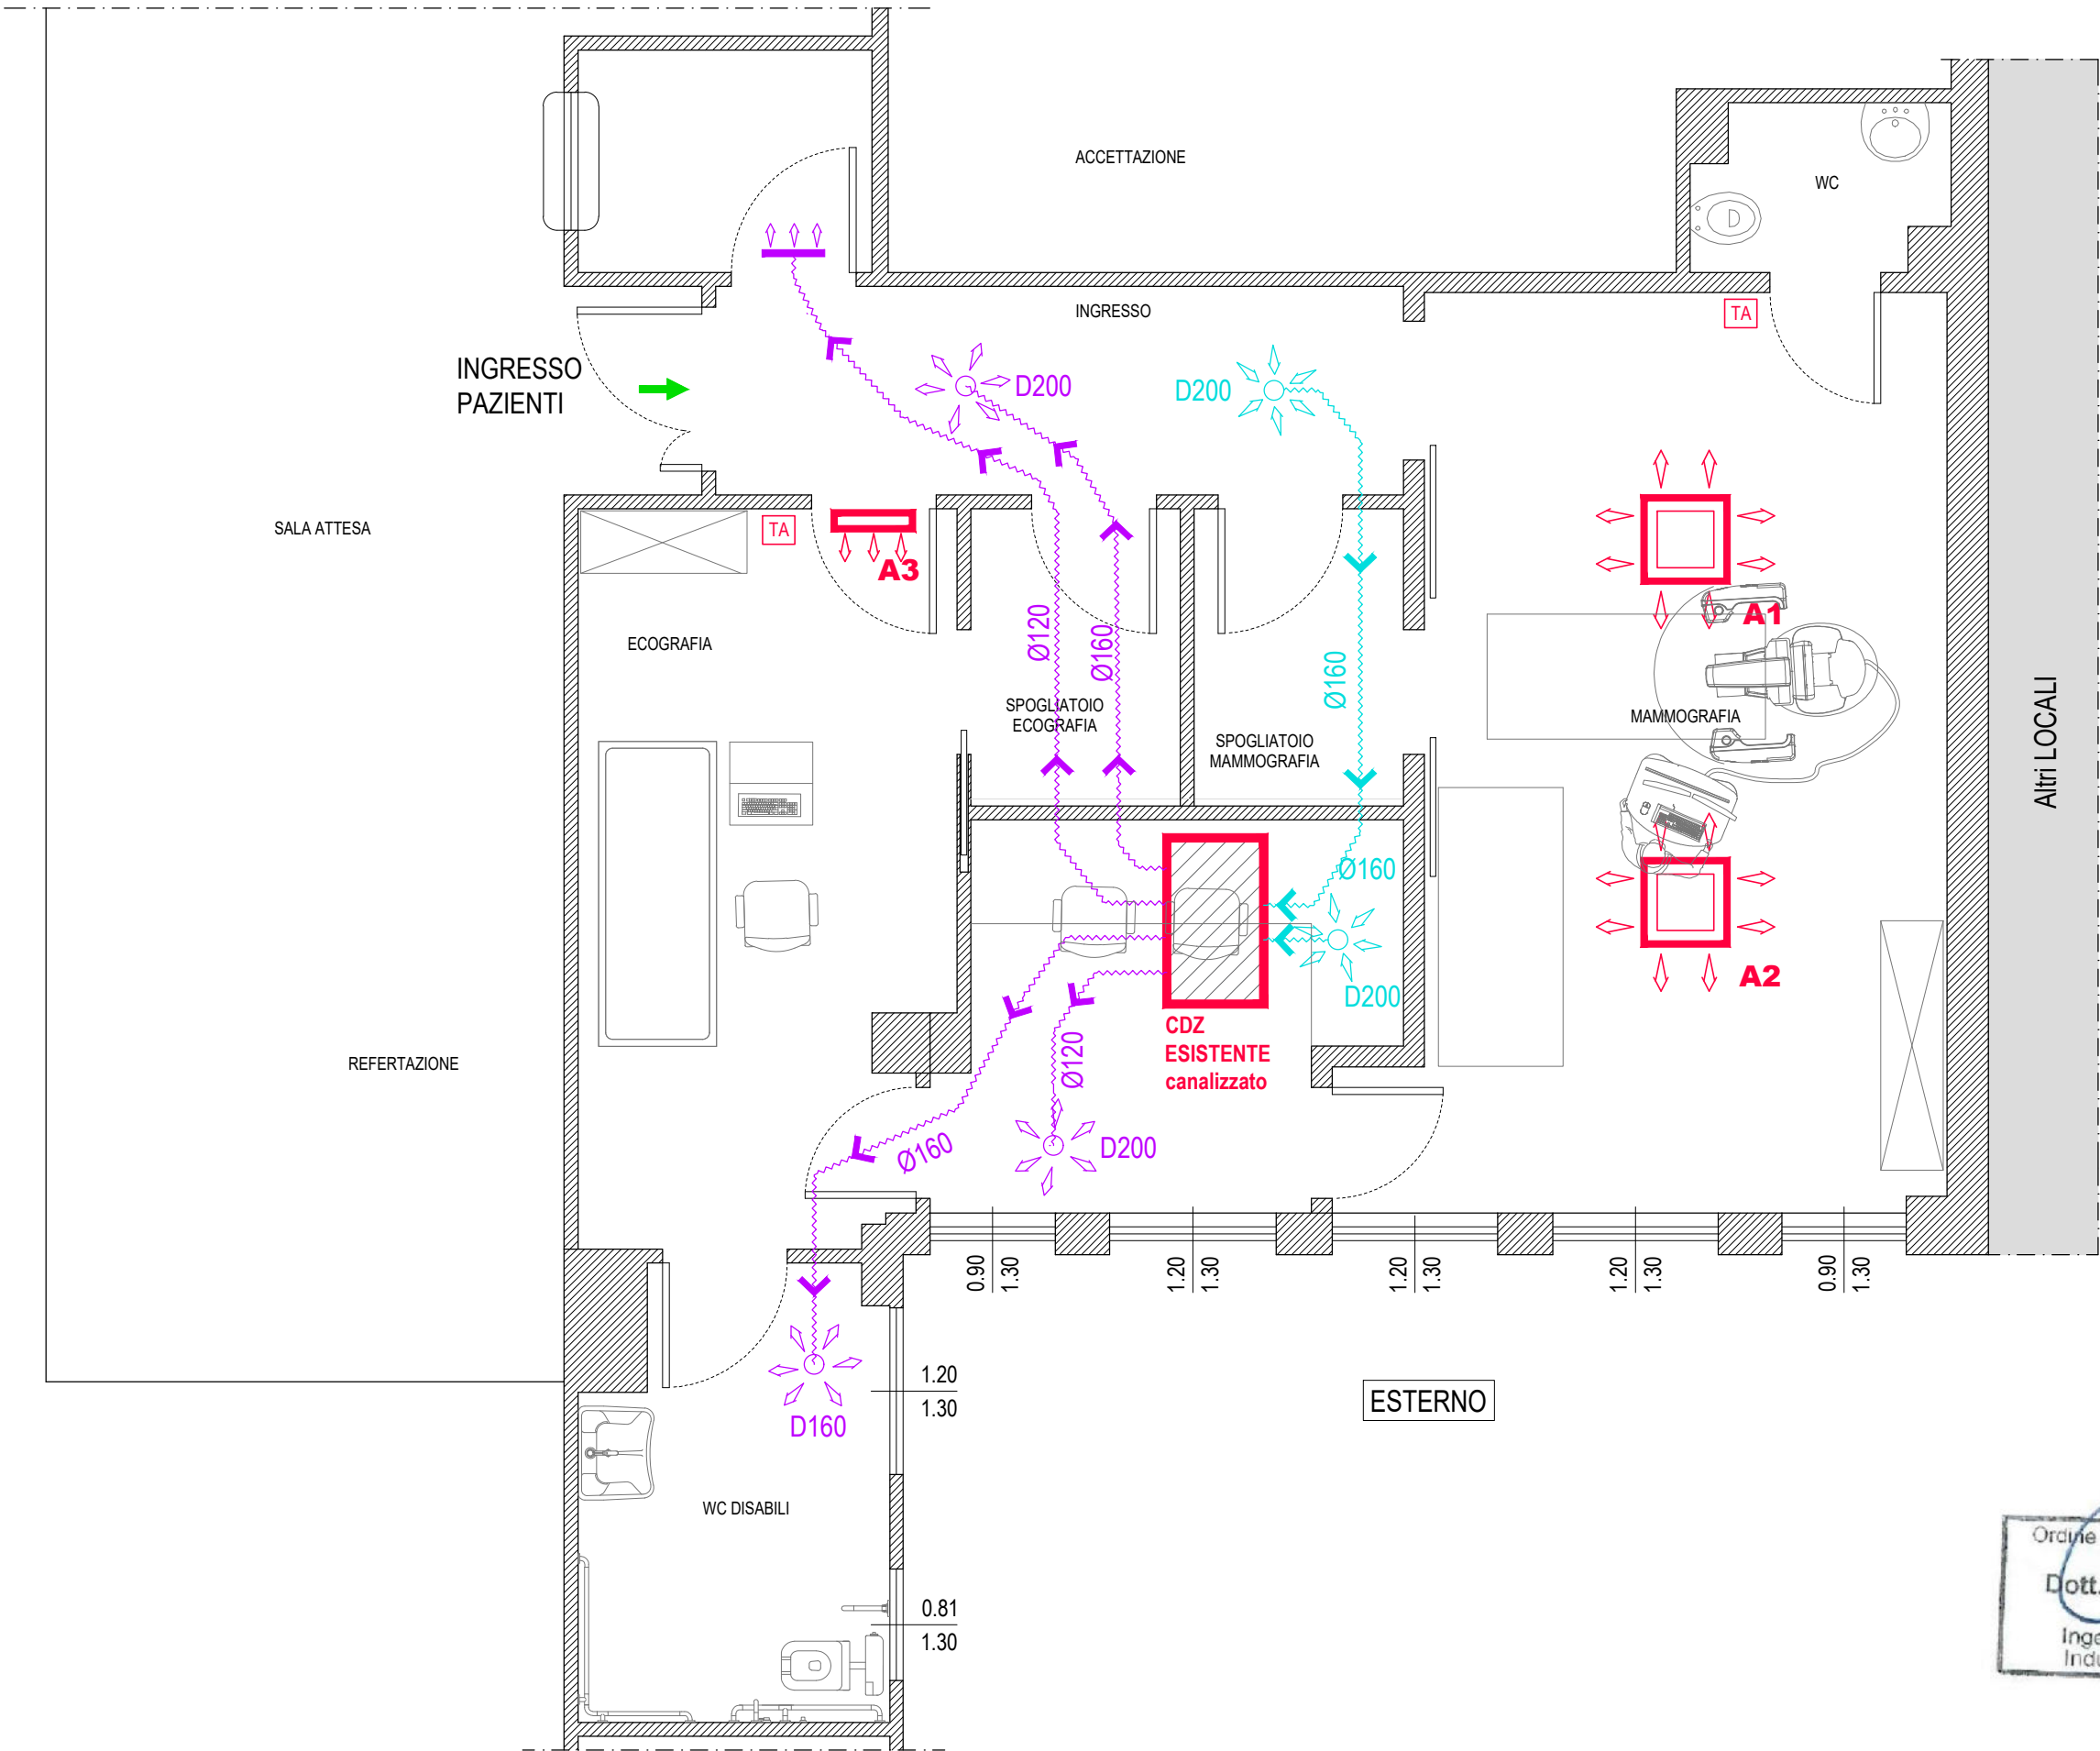 ACCETTAZIONE
WC
INGRESSO
TA
INGRESSO
PAZIENTI
D200
D200
SALA ATTESA
TA
A3
A1
ECOGRAFIA
Ø120
Ø160
Ø160
SPOGLIATOIO
ECOGRAFIA
SPOGLIATOIO
MAMMOGRAFIA
MAMMOGRAFIA
Altri LOCALI
Ø160
A2
D200
CDZ
ESISTENTE
canalizzato
REFERTAZIONE
Ø120
Ø160
D200
0.90
1.30
1.20
1.30
1.20
1.30
1.20
1.30
0.90
1.30
1.20
1.30
D160
ESTERNO
WC DISABILI
0.81
1.30
Ordine
Dott.